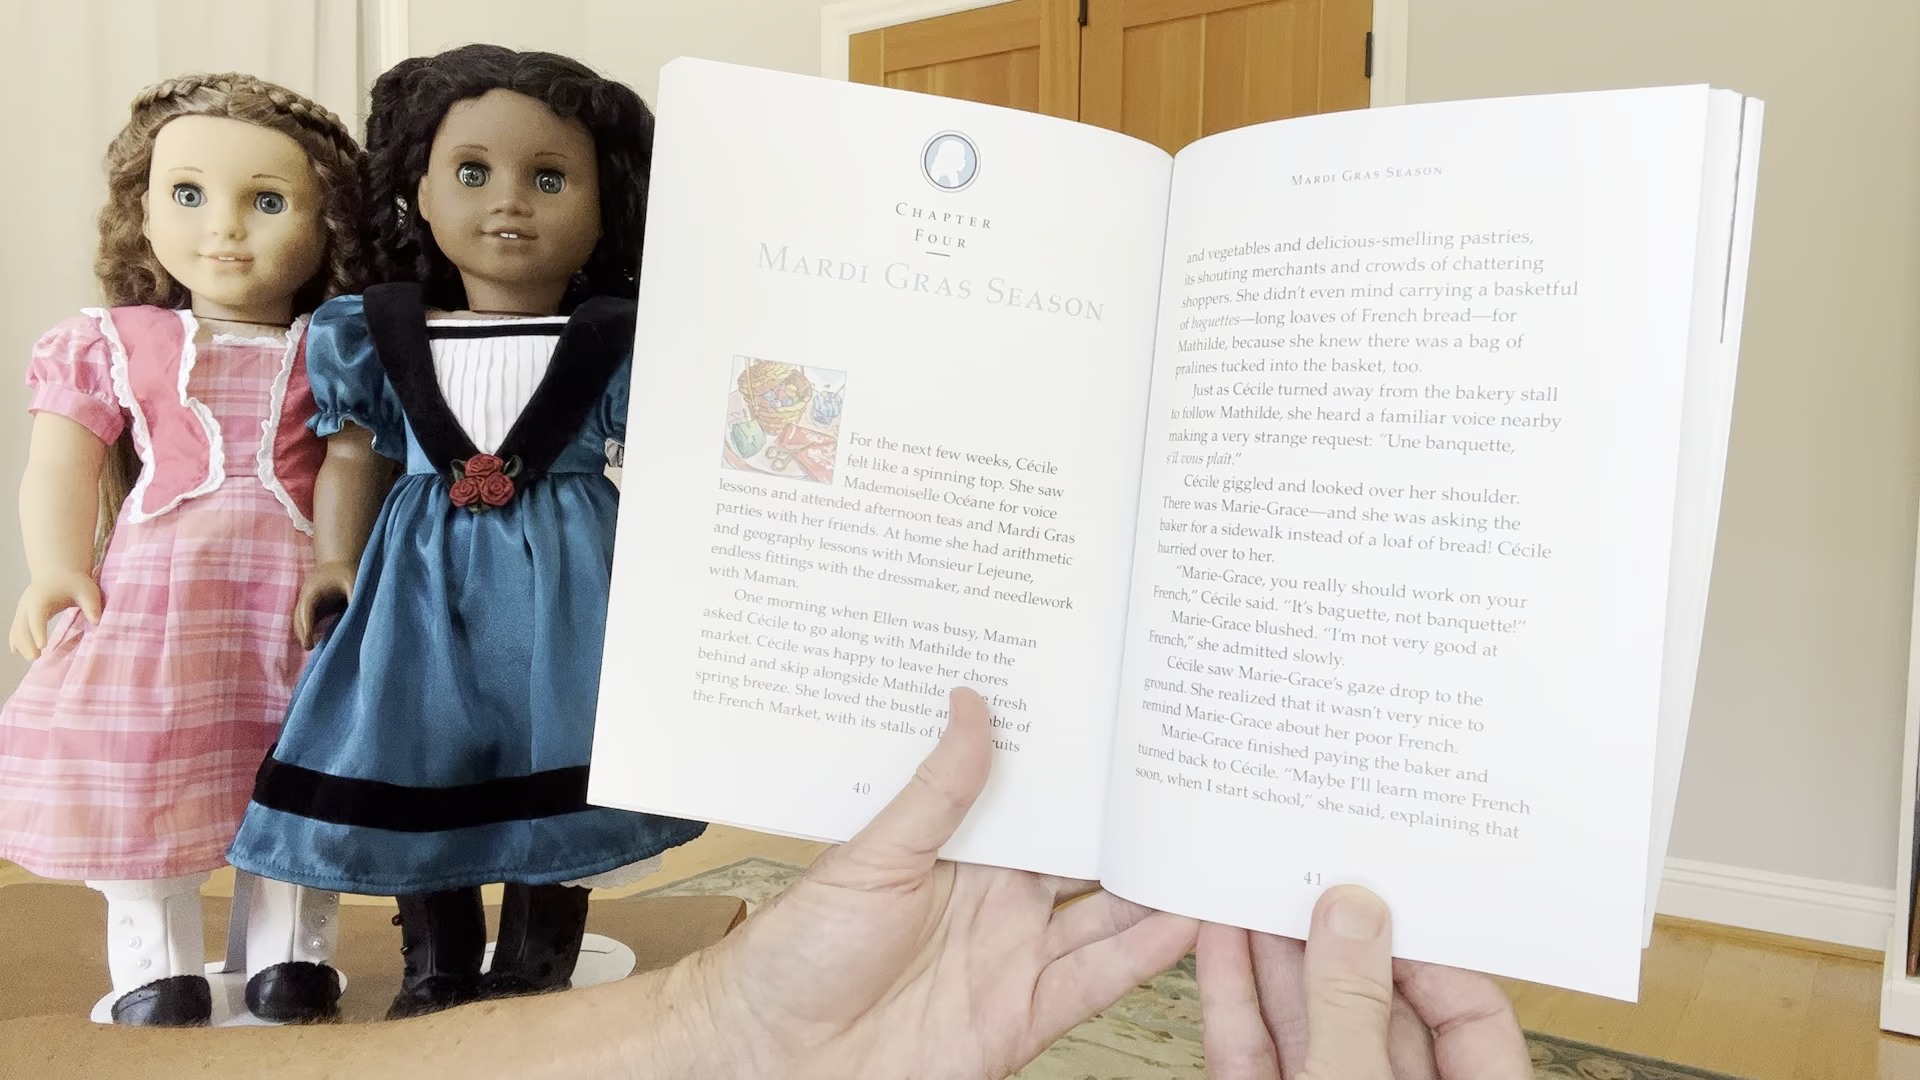 CHAPTER
FOUR
MARDI GRAS SEASON
For the next few weeks, Cécile
felt like a spinning top. She saw
Mademoiselle Océane for voice
lessons and attended afternoon teas and Mardi Gras
parties with her friends. At home she had arithmetic
and geography lessons with Monsieur Lejeune,
endless fittings with the dressmaker, and needlework
with Maman.
One morning when Ellen was busy, Maman
asked Cécile to go along with Mathilde to the
market. Cécile was happy to leave her chores
behind and skip alongside Mathilde fresh
spring breeze. She loved the bustle of
the French Market, with its stalls of
40
MARDI GRAS SEASON
and vegetables and delicious-smelling pastries,
its shouting merchants and crowds of chattering
shoppers. She didn't even mind carrying a basketful
of baguettes—long loaves of French bread—for
Mathilde, because she knew there was a bag of
pralines tucked into the basket, too.
Just as Cécile turned away from the bakery stall
to follow Mathilde, she heard a familiar voice nearby
making a very strange request: "Une banquette,
s'il vous plaît."
Cécile giggled and looked over her shoulder.
There was Marie-Grace—and she was asking the
baker for a sidewalk instead of a loaf of bread! Cécile
hurried over to her.
"Marie-Grace, you really should work on your
French," Cécile said. "It's baguette, not banquette!"
Marie-Grace blushed. "I'm not very good at
French," she admitted slowly.
Cécile saw Marie-Grace's gaze drop to the
ground. She realized that it wasn't very nice to
remind Marie-Grace about her poor French.
Marie-Grace finished paying the baker and
turned back to Cécile. "Maybe I'll learn more French
soon, when I start school," she said, explaining that
41